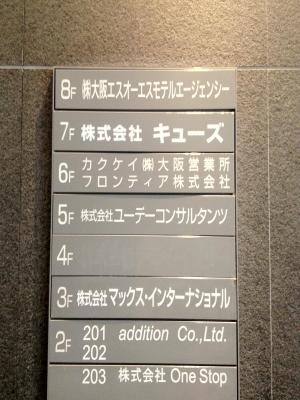 8F ㈱大阪エスオーエスモデルエージェンシー
7F 株式会社 キューズ
6F カクケイ㈱大阪営業所
フロンティア株式会社
5F 株式会社ユーデーコンサルタンツ
4F
3F 株式会社マックス・インターナショナル
2F 201 addition Co.,Ltd.
202
203 株式会社 One Stop